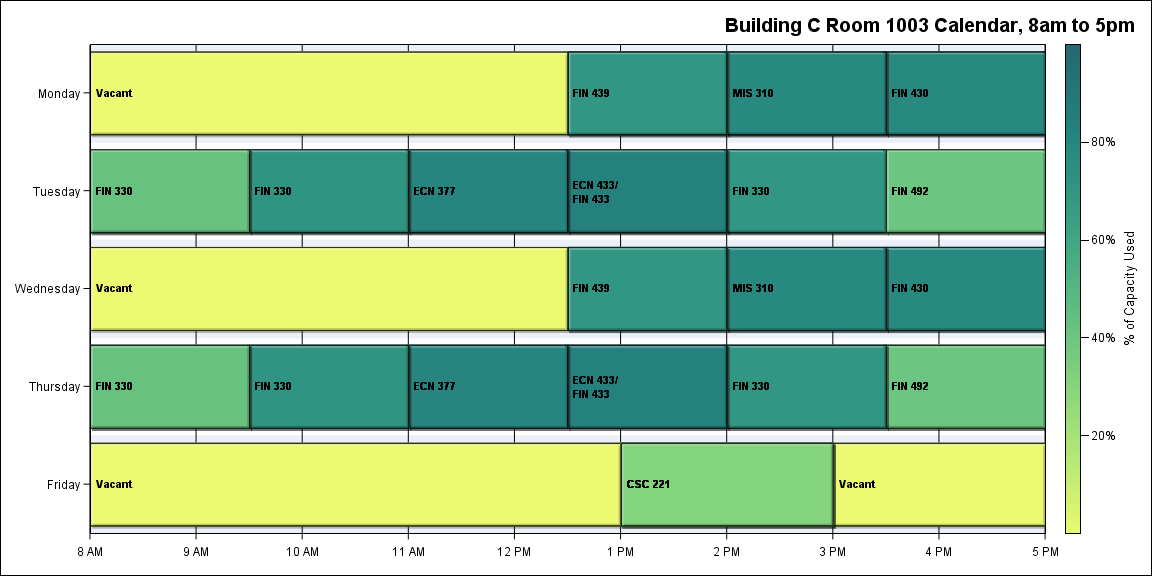 Building C Room 1003 Calendar, 8am to 5pm
Monday
Vacant
FIN 439
MIS 310
FIN 430
Tuesday
FIN 330
FIN 330
ECN 377
ECN 433/
FIN 433
FIN 330
FIN 492
Wednesday
Vacant
FIN 439
MIS 310
FIN 430
Thursday
FIN 330
FIN 330
ECN 377
ECN 433/
FIN 433
FIN 330
FIN 492
Friday
Vacant
CSC 221
Vacant
8 AM
9 AM
10 AM
11 AM
12 PM
1 PM
2 PM
3 PM
4 PM
5 PM
80%
60%
40%
20%
% of Capacity Used